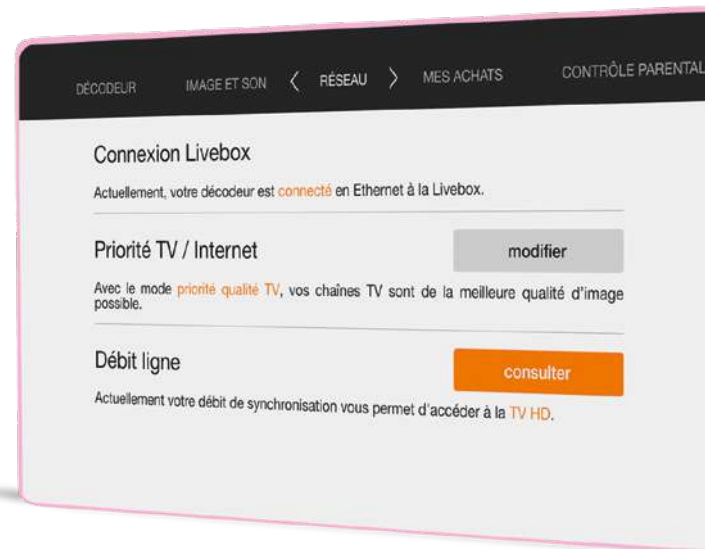 DÉCODEUR IMAGE ET SON < RÉSEAU > MES ACHATS CONTRÔLE PARENTAL
Connexion Livebox
Actuellement, votre décodeur est connecté en Ethernet à la Livebox.
Priorité TV / Internet modifier
Avec le mode priorité qualité TV, vos chaînes TV sont de la meilleure qualité d'image
possible.
Débit ligne consulter
Actuellement votre débit de synchronisation vous permet d'accéder à la TV HD.